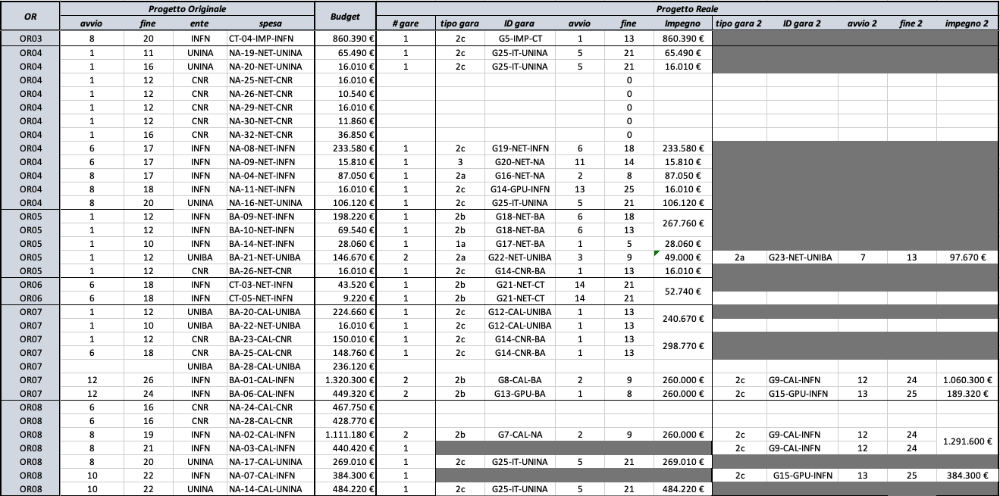 OR Progetto Originale Budget Progetto Reale
avvio fine ente spesa # gare tipo gara ID gara avvio fine Impegno tipo gara 2 ID gara 2 avvio 2 fine 2 impegno 2
OR03 8 20 INFN CT-04-IMP-INFN 860.390 € 1 2c G5-IMP-CT 1 13 860.390 €
OR04 1 11 UNINA NA-19-NET-UNINA 65.490 € 1 2c G25-IT-UNINA 5 21 65.490 €
OR04 1 16 UNINA NA-20-NET-UNINA 16.010 € 1 2c G25-IT-UNINA 5 21 16.010 €
OR04 1 12 CNR NA-25-NET-CNR 16.010 € 0
OR04 1 12 CNR NA-26-NET-CNR 10.540 € 0
OR04 1 12 CNR NA-29-NET-CNR 16.010 € 0
OR04 1 12 CNR NA-30-NET-CNR 11.860 € 0
OR04 1 16 CNR NA-32-NET-CNR 36.850 € 0
OR04 6 17 INFN NA-08-NET-INFN 233.580 € 1 2c G19-NET-INFN 6 18 233.580 €
OR04 6 17 INFN NA-09-NET-INFN 15.810 € 1 3 G20-NET-NA 11 14 15.810 €
OR04 8 17 INFN NA-04-NET-INFN 87.050 € 1 2a G16-NET-NA 2 8 87.050 €
OR04 8 18 INFN NA-11-NET-INFN 16.010 € 1 2c G14-GPU-INFN 13 25 16.010 €
OR04 8 20 UNINA NA-16-NET-UNINA 106.120 € 1 2c G25-IT-UNINA 5 21 106.120 €
OR05 1 12 INFN BA-09-NET-INFN 198.220 € 1 2b G18-NET-BA 6 18 267.760 €
OR05 1 12 INFN BA-10-NET-INFN 69.540 € 1 2b G18-NET-BA 6 13
OR05 1 10 INFN BA-14-NET-INFN 28.060 € 1 1a G17-NET-BA 1 5 28.060 €
OR05 1 12 UNIBA BA-21-NET-UNIBA 146.670 € 2 2a G22-NET-UNIBA 3 9 49.000 € 2a G23-NET-UNIBA 7 13 97.670 €
OR05 1 12 CNR BA-26-NET-CNR 16.010 € 1 2c G14-CNR-BA 1 13 16.010 €
OR06 6 18 INFN CT-03-NET-INFN 43.520 € 1 2b G21-NET-CT 14 21 52.740 €
OR06 6 18 INFN CT-05-NET-INFN 9.220 € 1 2b G21-NET-CT 14 21
OR07 1 12 UNIBA BA-20-CAL-UNIBA 224.660 € 1 2c G12-CAL-UNIBA 1 13 240.670 €
OR07 1 10 UNIBA BA-22-NET-UNIBA 16.010 € 1 2c G12-CAL-UNIBA 1 13
OR07 1 12 CNR BA-23-CAL-CNR 150.010 € 1 2c G14-CNR-BA 1 13 298.770 €
OR07 6 18 CNR BA-25-CAL-CNR 148.760 € 1 2c G14-CNR-BA 1 13
OR07 UNIBA BA-28-CAL-UNIBA 236.120 €
OR07 12 26 INFN BA-01-CAL-INFN 1.320.300 € 2 2b G8-CAL-BA 2 9 260.000 € 2c G9-CAL-INFN 12 24 1.060.300 €
OR07 12 24 INFN BA-06-CAL-INFN 449.320 € 2 2b G13-GPU-BA 1 8 260.000 € 2c G15-GPU-INFN 13 25 189.320 €
OR08 6 16 CNR NA-24-CAL-CNR 467.750 €
OR08 6 16 CNR NA-28-CAL-CNR 428.770 €
OR08 8 19 INFN NA-02-CAL-INFN 1.111.180 € 2 2b G7-CAL-NA 2 9 260.000 € 2c G9-CAL-INFN 12 24 1.291.600 €
OR08 8 21 INFN NA-03-CAL-INFN 440.420 € 1 2c G9-CAL-INFN 12 24
OR08 8 20 UNINA NA-17-CAL-UNINA 269.010 € 1 2c G25-IT-UNINA 5 21 269.010 €
OR08 10 22 INFN NA-07-CAL-INFN 384.300 € 1 2c G15-GPU-INFN 13 25 384.300 €
OR08 10 22 UNINA NA-14-CAL-UNINA 484.220 € 1 2c G25-IT-UNINA 5 21 484.220 €